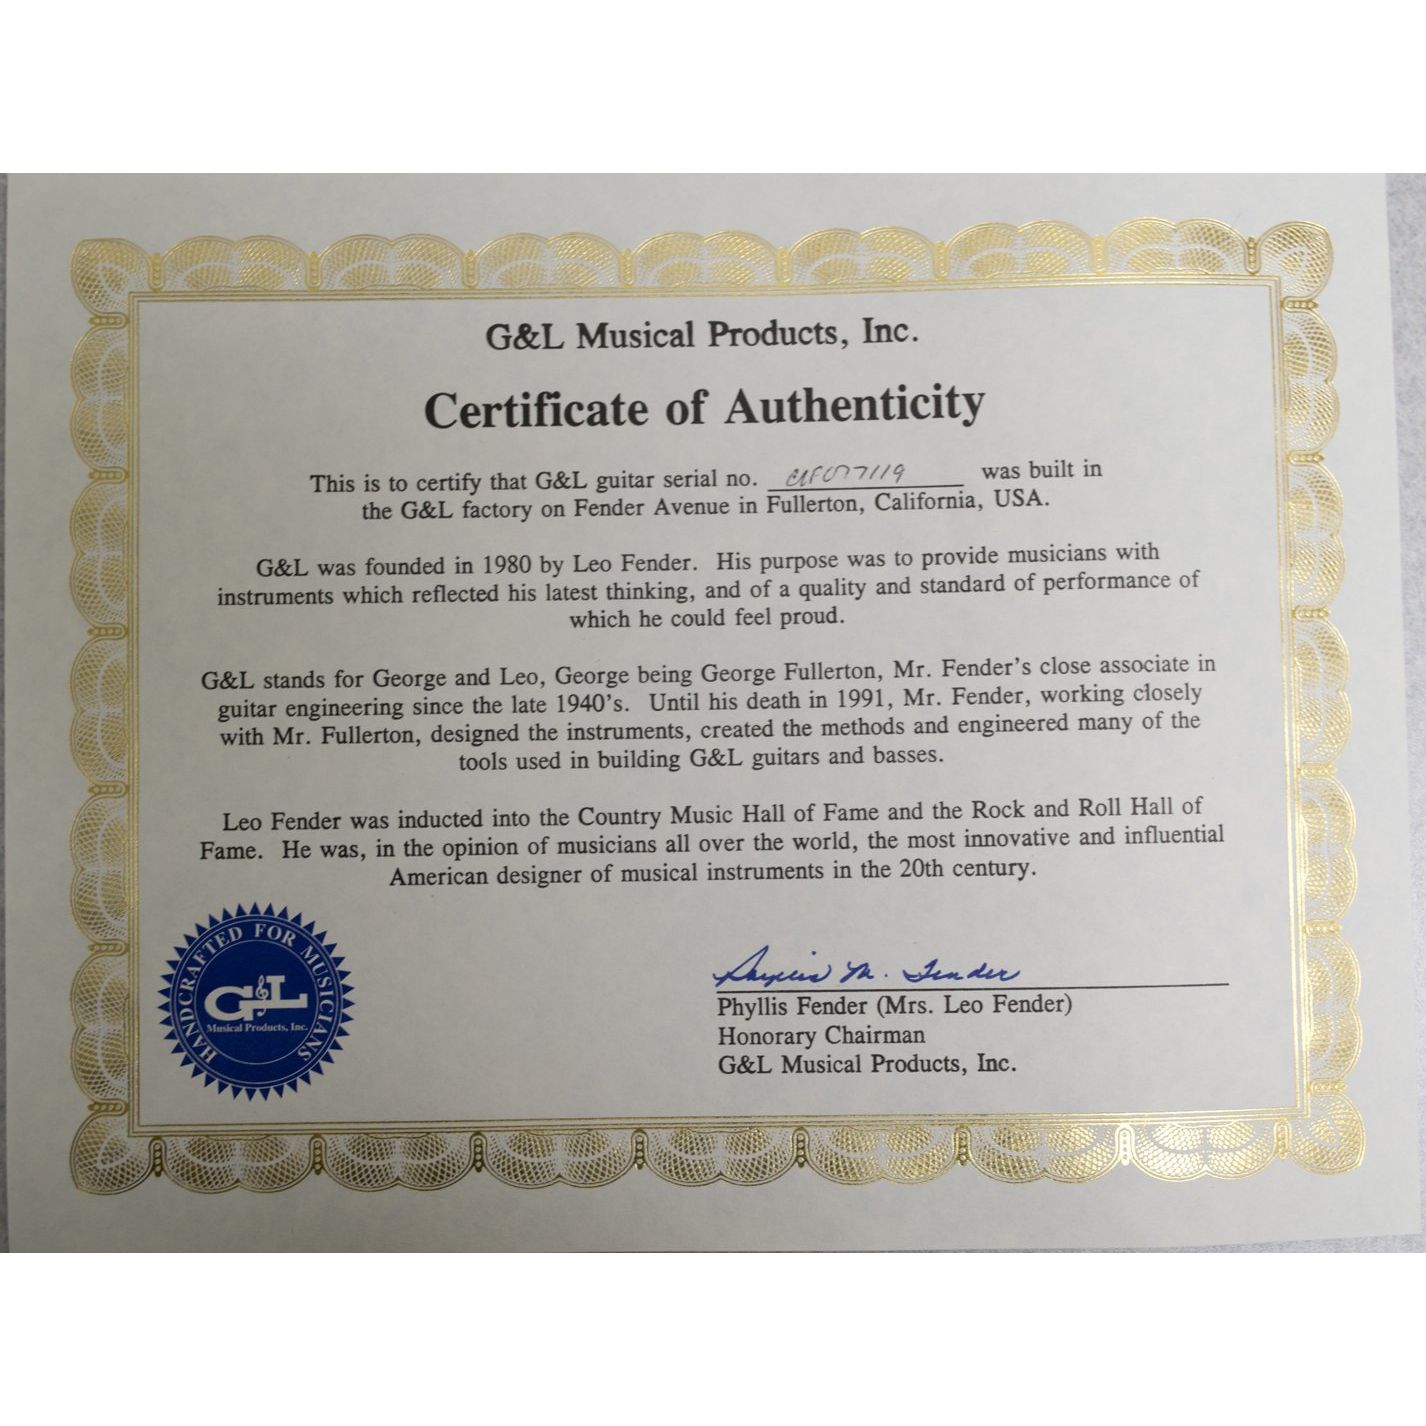 G&L Musical Products, Inc.
Certificate of Authenticity
This is to certify that G&L guitar serial no. was built in
the G&L factory on Fender Avenue in Fullerton, California, USA.
G&L was founded in 1980 by Leo Fender. His purpose was to provide musicians with
instruments which reflected his latest thinking, and of a quality and standard of performance of
which he could feel proud.
G&L stands for George and Leo, George being George Fullerton, Mr. Fender's close associate in
guitar engineering since the late 1940's. Until his death in 1991, Mr. Fender, working closely
with Mr. Fullerton, designed the instruments, created the methods and engineered many of the
tools used in building G&L guitars and basses.
Leo Fender was inducted into the Country Music Hall of Fame and the Rock and Roll Hall of
Fame. He was, in the opinion of musicians all over the world, the most innovative and influential
American designer of musical instruments in the 20th century.
HANDCRAFTED FOR MUSICIANS
G&L
Musical Products, Inc.
Phyllis M. Fender
Phyllis Fender (Mrs. Leo Fender)
Honorary Chairman
G&L Musical Products, Inc.